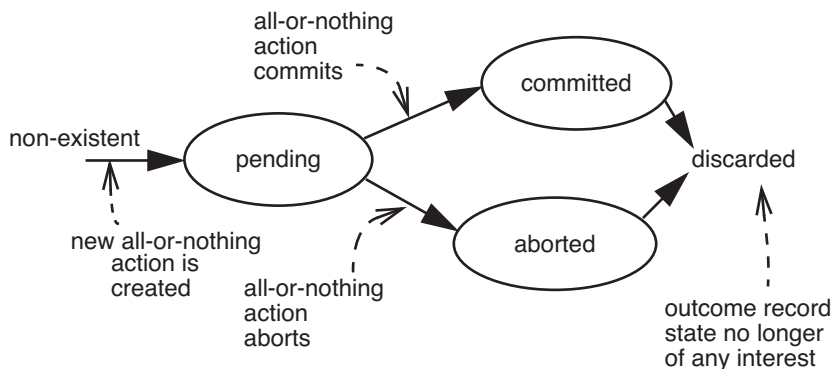 all-or-nothing
action
commits
committed
non-existent
pending
discarded
new all-or-nothing
action is
created
aborted
all-or-nothing
action
aborts
outcome record
state no longer
of any interest